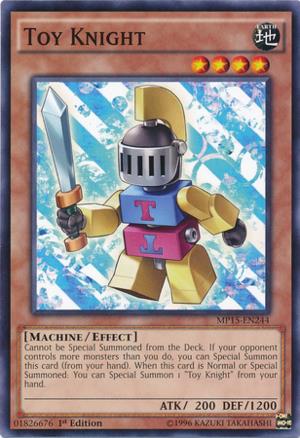 TOY KNIGHT
EARTH
地
T T
T T
MP15-EN244
[MACHINE / EFFECT]
Cannot be Special Summoned from the Deck. If your opponent
controls more monsters than you do, you can Special Summon
this card (from your hand). When this card is Normal or Special
Summoned: You can Special Summon 1 "Toy Knight" from
your hand.
ATK/ 200 DEF/1200
01826676 1st Edition ©1996 KAZUKI TAKAHASHI